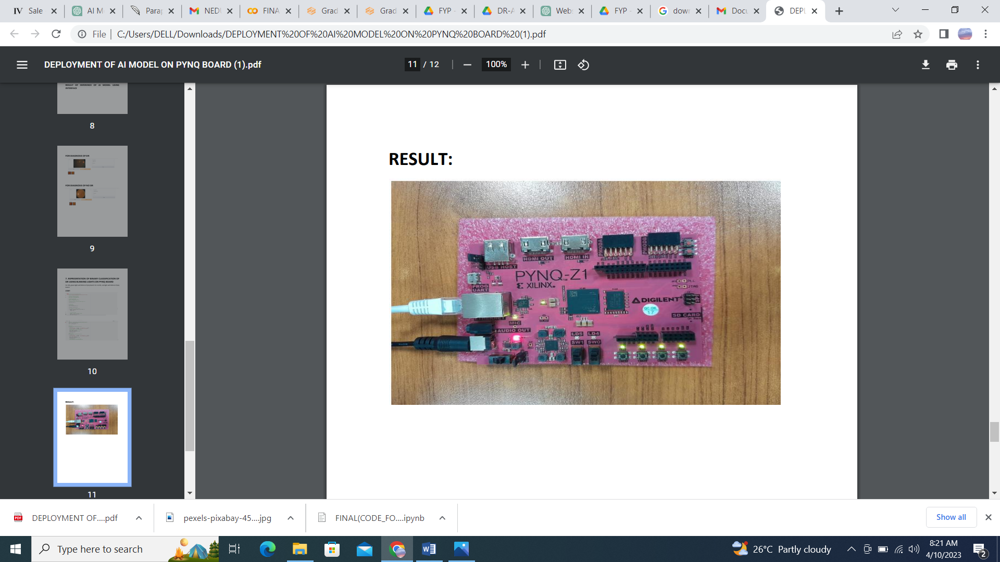 IV Sale
AI M
Para
NED
FINA
Grad
Grad
FYP -
DR-A
Web
FYP -
G dow
Docu
DEPL
File
C:/Users/DELL/Downloads/DEPLOYMENT%20OF%20AI%20MODEL%20ON%20PYNQ%20BOARD%20(1).pdf
DEPLOYMENT OF AI MODEL ON PYNQ BOARD (1).pdf
11 / 12
100%
RESULT OF INFERENCE OF AI MODEL USING
INTERFACE
8
FOR DIAGNOSIS OF DR
FOR DIAGNOSIS OF NO DR
9
7. REPRESENTATION OF BINARY CLASSIFICATION OF
DR USING BLINKING LIGHTS ON PYNQ BOARD
10
RESULT:
11
RESULT:
HDMI OUT
HDMI IN
PMODA
PMODB
USB HOST
PYNQ-Z1
XILINX
PROG
UART
PLL
JTAG
DIGILENT
SPI
QC OK
17
SD CARD
MIC
AUDIO OUT
LD5
LD4
SW1
SW0
DEPLOYMENT OF....pdf
pexels-pixabay-45....jpg
FINAL(CODE_FO....ipynb
Show all
Type here to search
26°C Partly cloudy
8:21 AM
4/10/2023
2